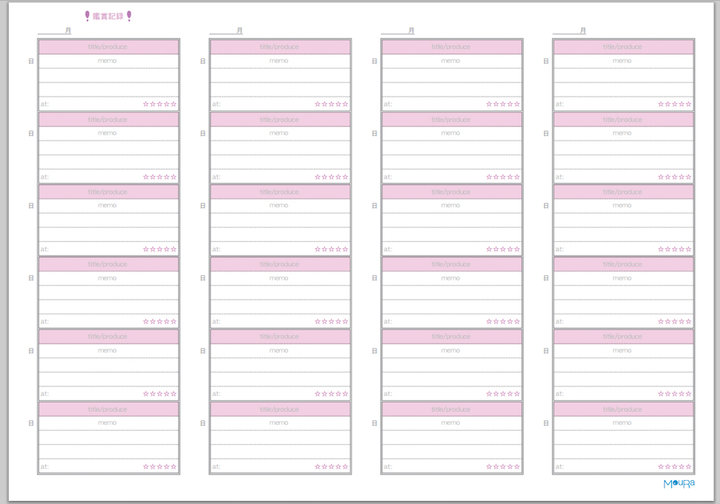 鑑賞記録
月
title/produce
日 memo
at: ☆☆☆☆☆
title/produce
日 memo
at: ☆☆☆☆☆
title/produce
日 memo
at: ☆☆☆☆☆
title/produce
日 memo
at: ☆☆☆☆☆
title/produce
日 memo
at: ☆☆☆☆☆
title/produce
日 memo
at: ☆☆☆☆☆
月
title/produce
日 memo
at: ☆☆☆☆☆
title/produce
日 memo
at: ☆☆☆☆☆
title/produce
日 memo
at: ☆☆☆☆☆
title/produce
日 memo
at: ☆☆☆☆☆
title/produce
日 memo
at: ☆☆☆☆☆
title/produce
日 memo
at: ☆☆☆☆☆
月
title/produce
日 memo
at: ☆☆☆☆☆
title/produce
日 memo
at: ☆☆☆☆☆
title/produce
日 memo
at: ☆☆☆☆☆
title/produce
日 memo
at: ☆☆☆☆☆
title/produce
日 memo
at: ☆☆☆☆☆
title/produce
日 memo
at: ☆☆☆☆☆
月
title/produce
日 memo
at: ☆☆☆☆☆
title/produce
日 memo
at: ☆☆☆☆☆
title/produce
日 memo
at: ☆☆☆☆☆
title/produce
日 memo
at: ☆☆☆☆☆
title/produce
日 memo
at: ☆☆☆☆☆
title/produce
日 memo
at: ☆☆☆☆☆